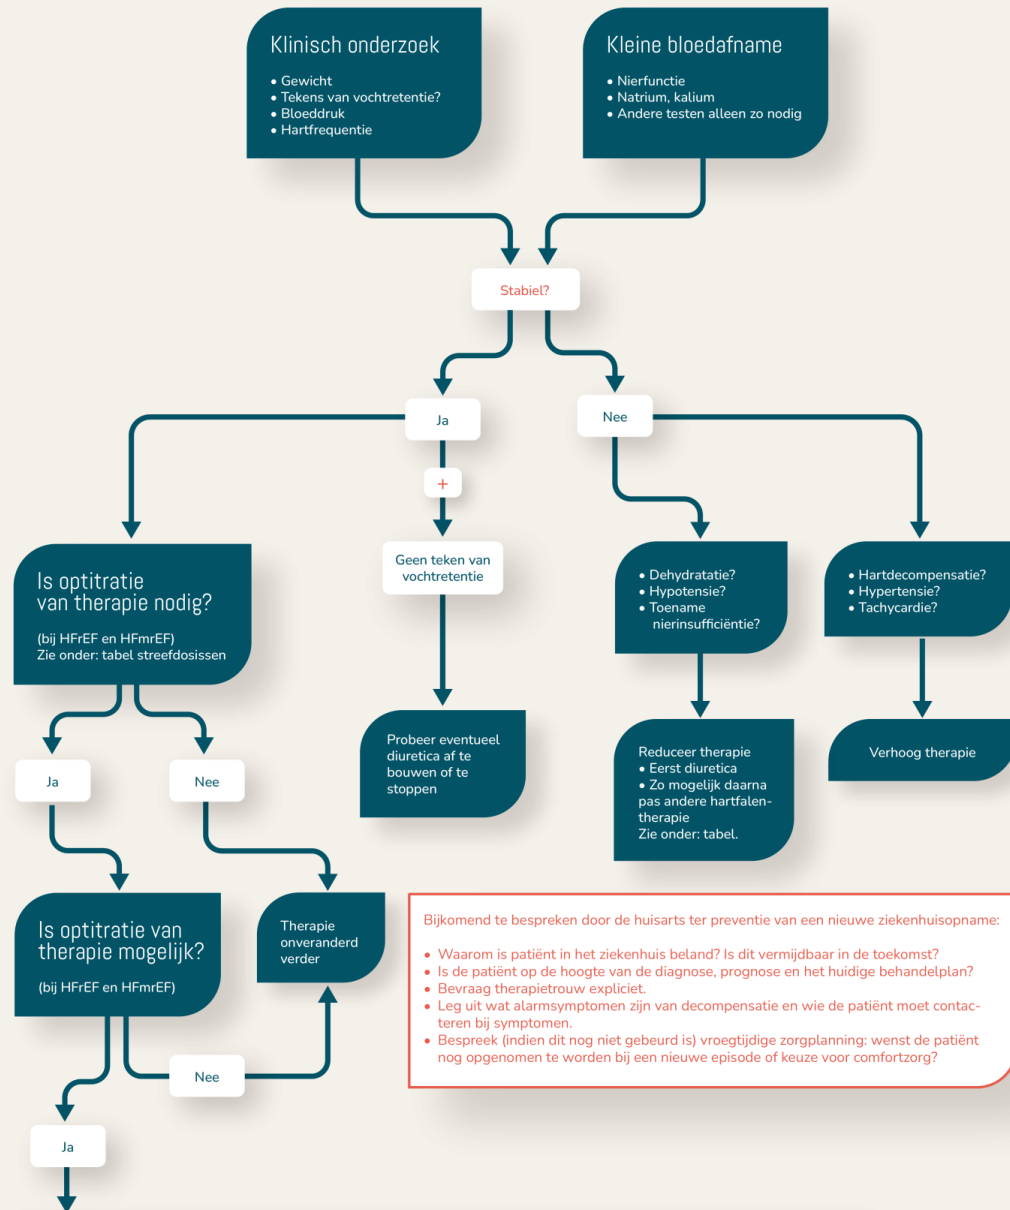 Klinisch onderzoek
• Gewicht
• Tekens van vochtretentie?
• Bloeddruk
• Hartfrequentie
Kleine bloedafname
• Nierfunctie
• Natrium, kalium
• Andere testen alleen zo nodig
Stabiel?
Ja
Nee
+
Geen teken van
vochtretentie
Is optitratie
van therapie nodig?
(bij HFrEF en HFmrEF)
Zie onder: tabel streefdosissen
• Dehydratatie?
• Hypotensie?
• Toename
nierinsufficiëntie?
• Hartdecompensatie?
• Hypertensie?
• Tachycardie?
Probeer eventueel
diuretica af te
bouwen of te
stoppen
Reduceer therapie
• Eerst diuretica
• Zo mogelijk daarna
pas andere hartfalen-
therapie
Zie onder: tabel.
Verhoog therapie
Ja
Nee
Is optitratie van
therapie mogelijk?
(bij HFrEF en HFmrEF)
Therapie
onveranderd
verder
Bijkomend te bespreken door de huisarts ter preventie van een nieuwe ziekenhuisopname:
• Waarom is patiënt in het ziekenhuis beland? Is dit vermijdbaar in de toekomst?
• Is de patiënt op de hoogte van de diagnose, prognose en het huidige behandelplan?
• Bevraag therapietrouw expliciet.
• Leg uit wat alarmsymptomen zijn van decompensatie en wie de patiënt moet contac-
teren bij symptomen.
• Bespreek (indien dit nog niet gebeurd is) vroegtijdige zorgplanning: wenst de patiënt
nog opgenomen te worden bij een nieuwe episode of keuze voor comfortzorg?
Nee
Ja